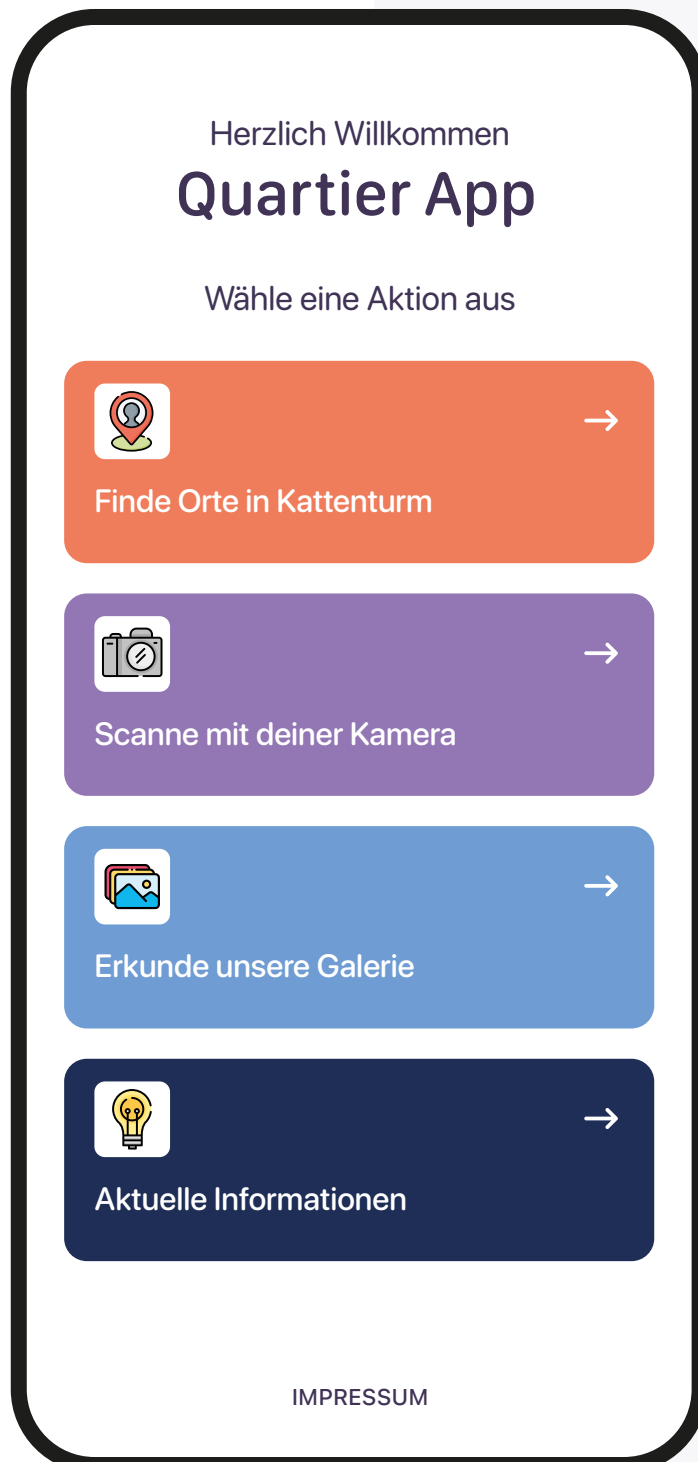 Herzlich Willkommen
Quartier App
Wähle eine Aktion aus
Finde Orte in Kattenturm
Scanne mit deiner Kamera
Erkunde unsere Galerie
Aktuelle Informationen
IMPRESSUM